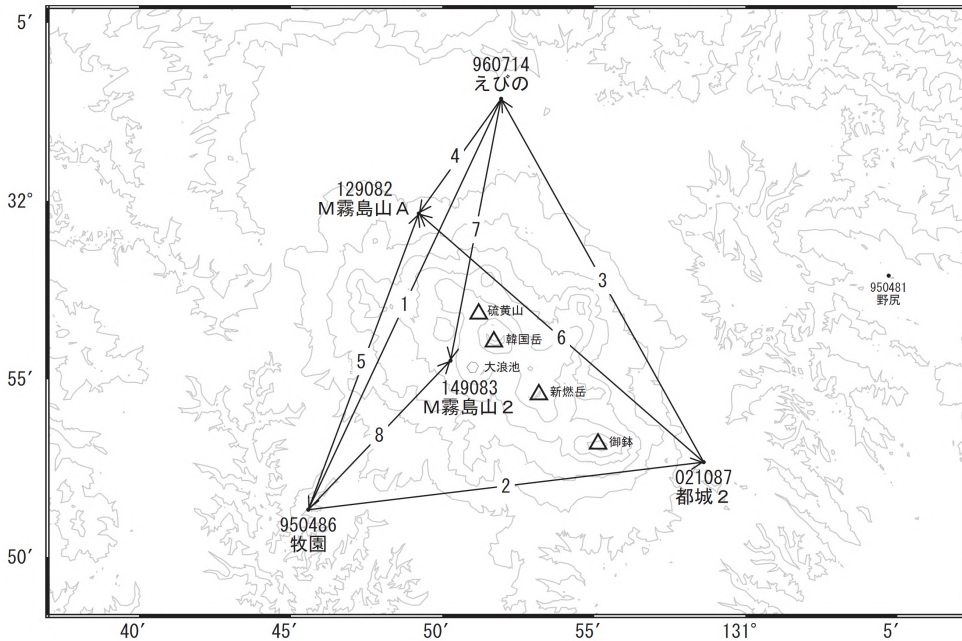 5′
960714
えびの
4
32°
129082
M霧島山A
7
3
950481
野尻
硫黄山
1
韓国岳
6
5
55′
大浪池
149083
M霧島山2
新燃岳
8
御鉢
021087
都城2
2
950486
牧園
50′
40′
45′
50′
55′
131°
5′